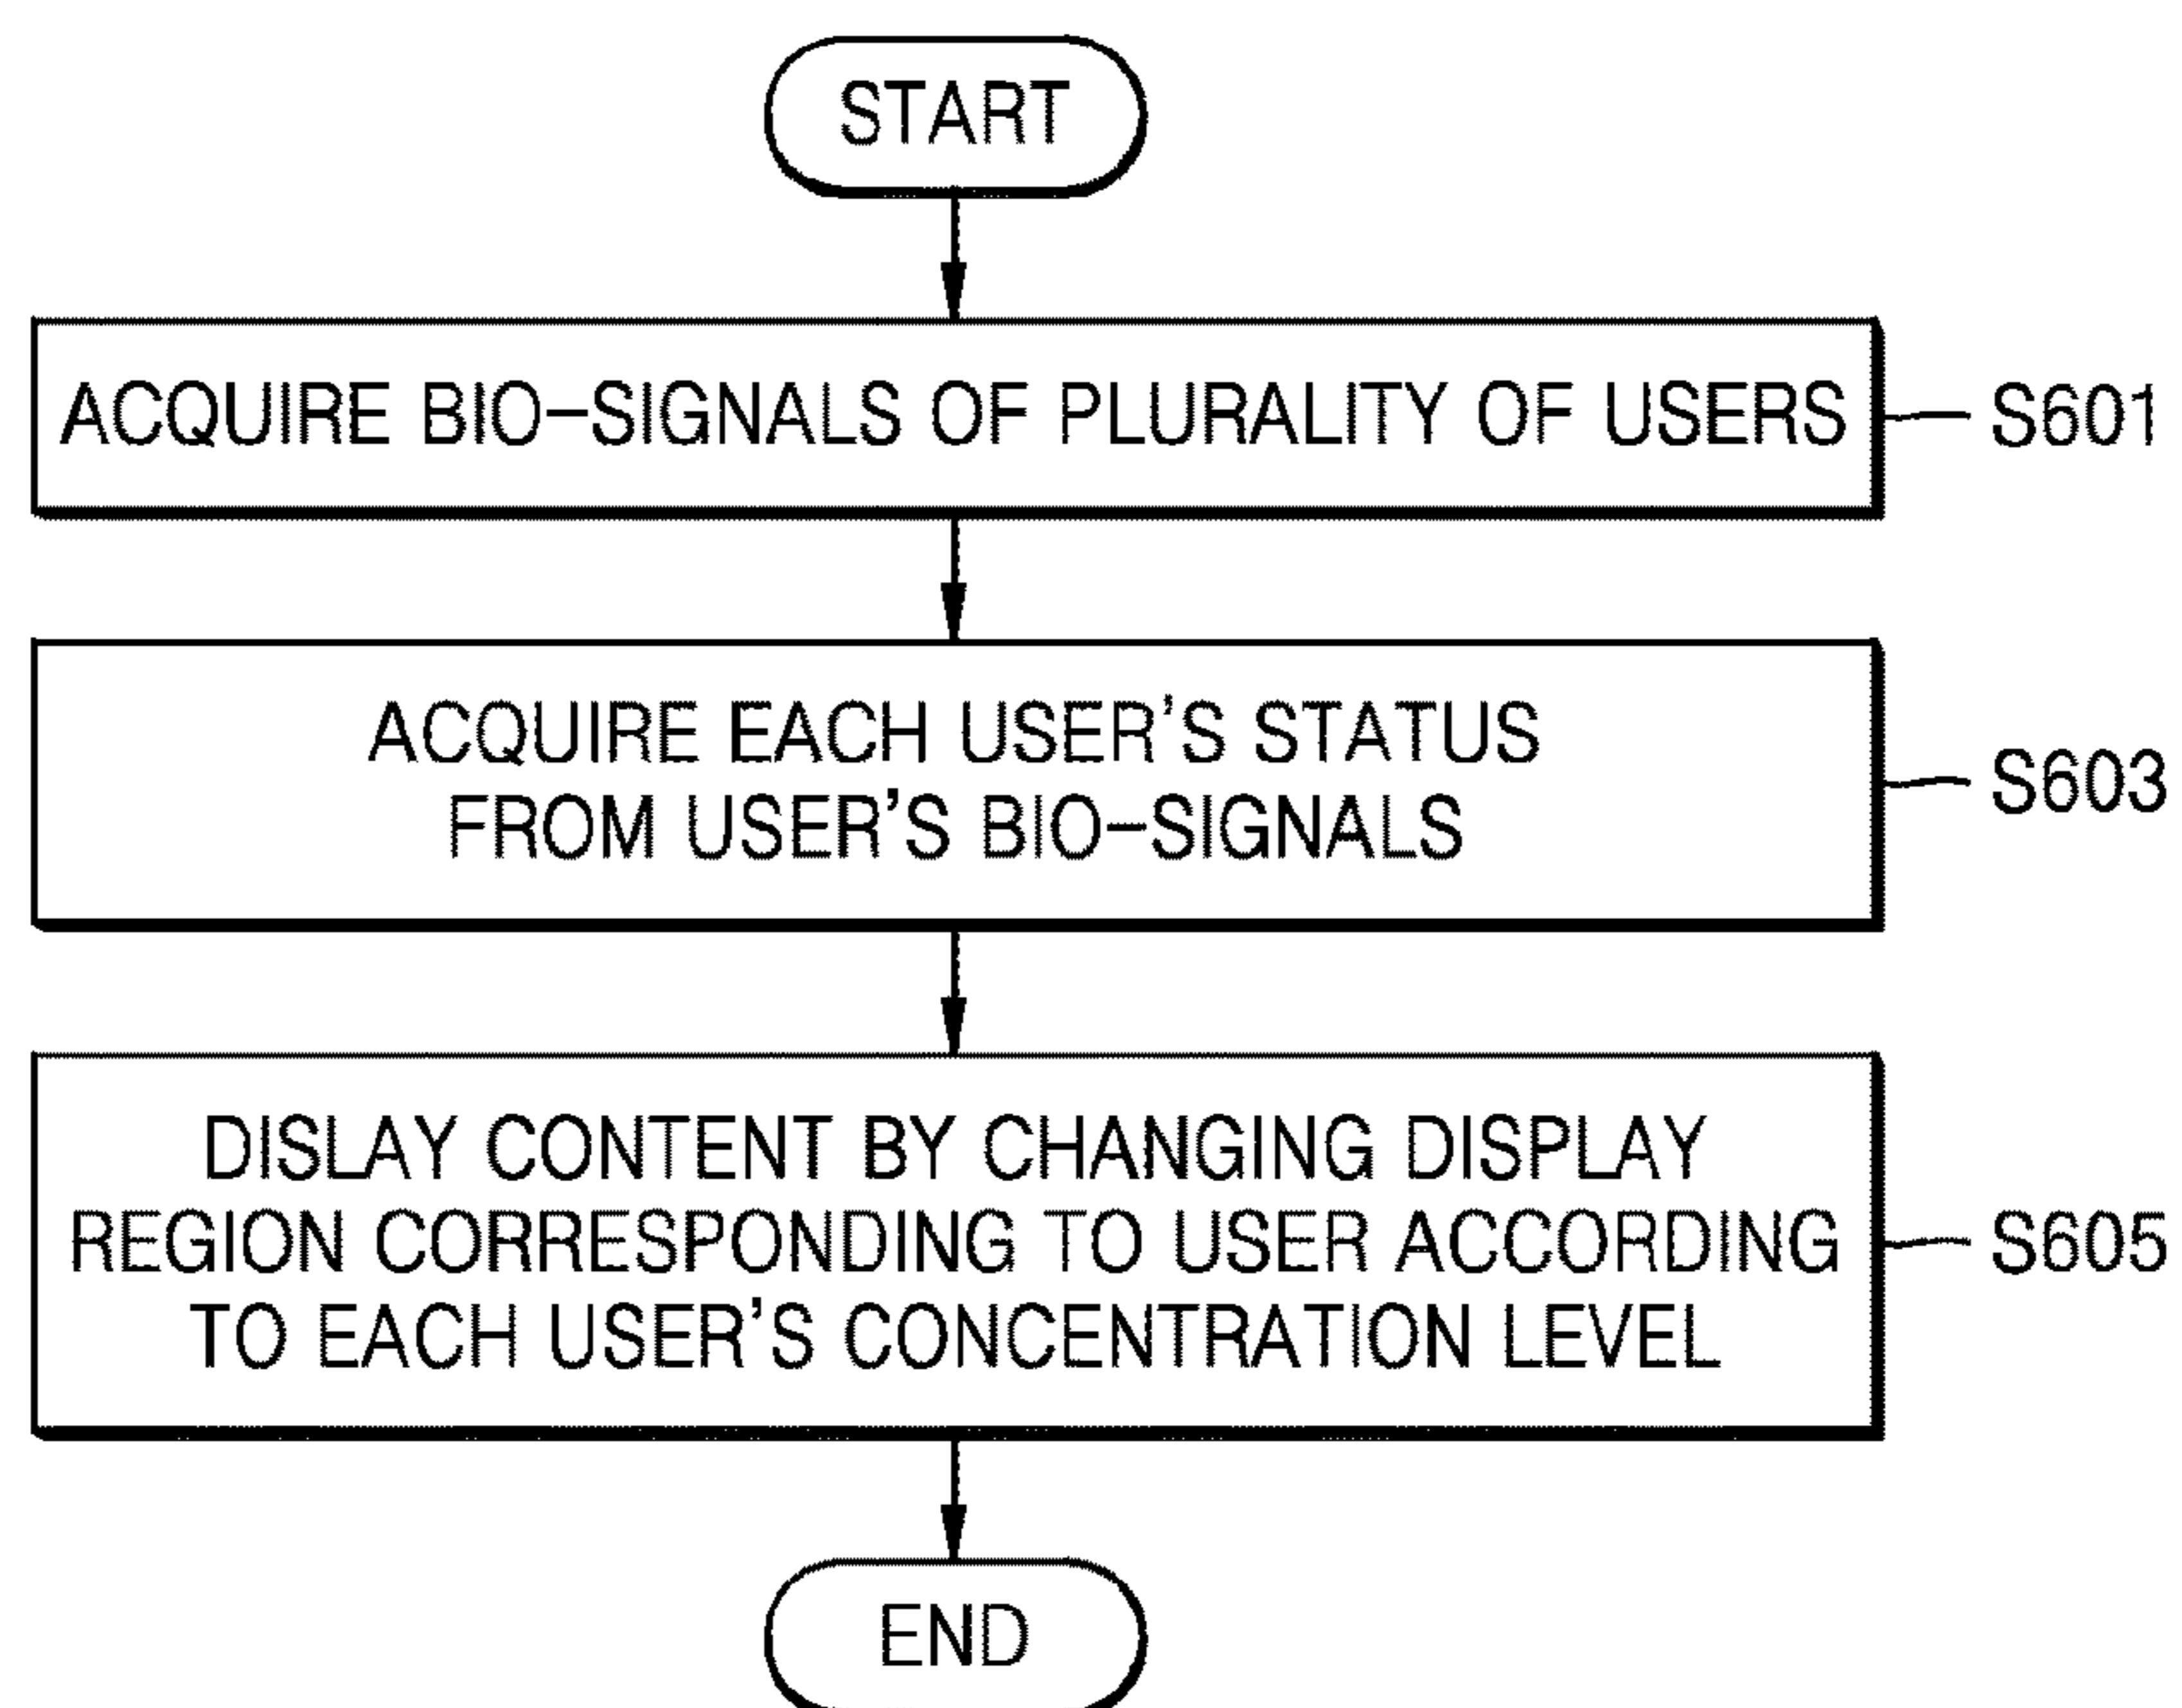 START
ACQUIRE BIO-SIGNALS OF PLURALITY OF USERS
S601
ACQUIRE EACH USER'S STATUS
FROM USER'S BIO-SIGNALS
S603
DISLAY CONTENT BY CHANGING DISPLAY
REGION CORRESPONDING TO USER ACCORDING
TO EACH USER'S CONCENTRATION LEVEL
S605
END